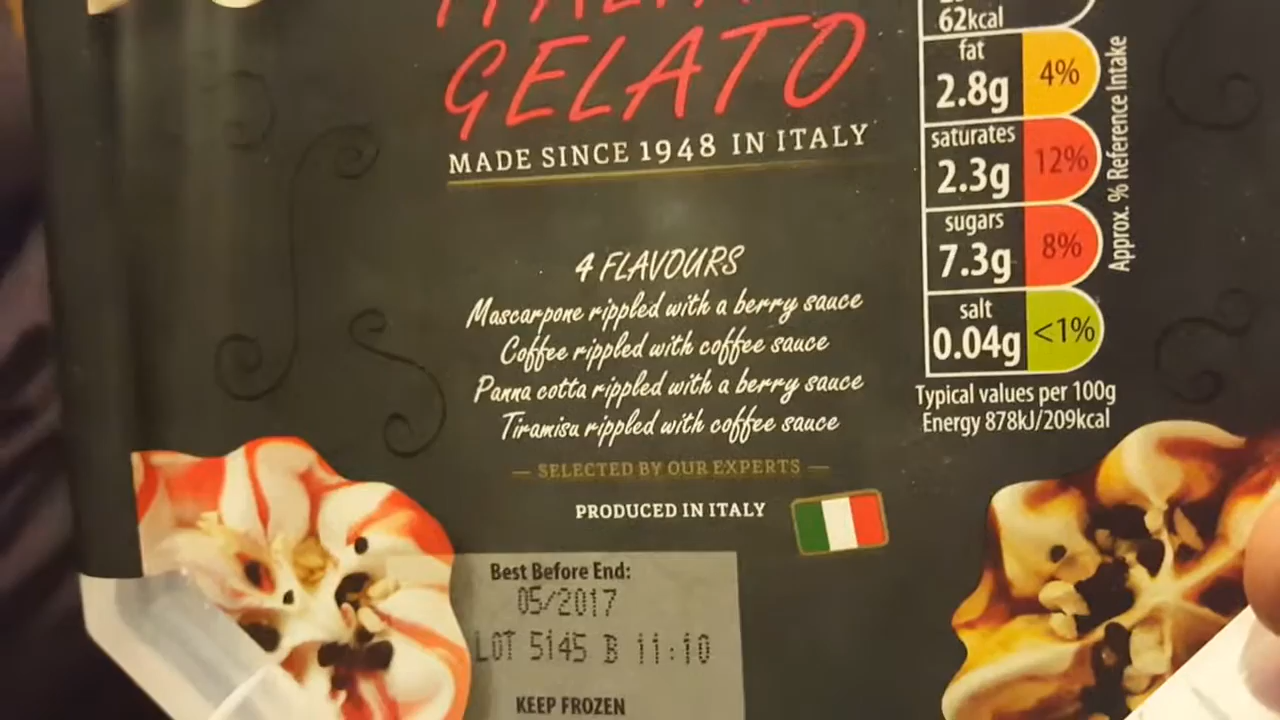 GELATO
MADE SINCE 1948 IN ITALY
4 FLAVOURS
Mascarpone rippled with a berry sauce
Coffee rippled with coffee sauce
Panna cotta rippled with a berry sauce
Tiramisu rippled with coffee sauce
— SELECTED BY OUR EXPERTS —
PRODUCED IN ITALY
Best Before End:
05/2017
LOT 5145 B 11:10
KEEP FROZEN
62kcal
fat
2.8g 4%
saturates
2.3g 12%
sugars
7.3g 8%
salt
0.04g <1%
Approx. % Reference Intake
Typical values per 100g
Energy 878kJ/209kcal